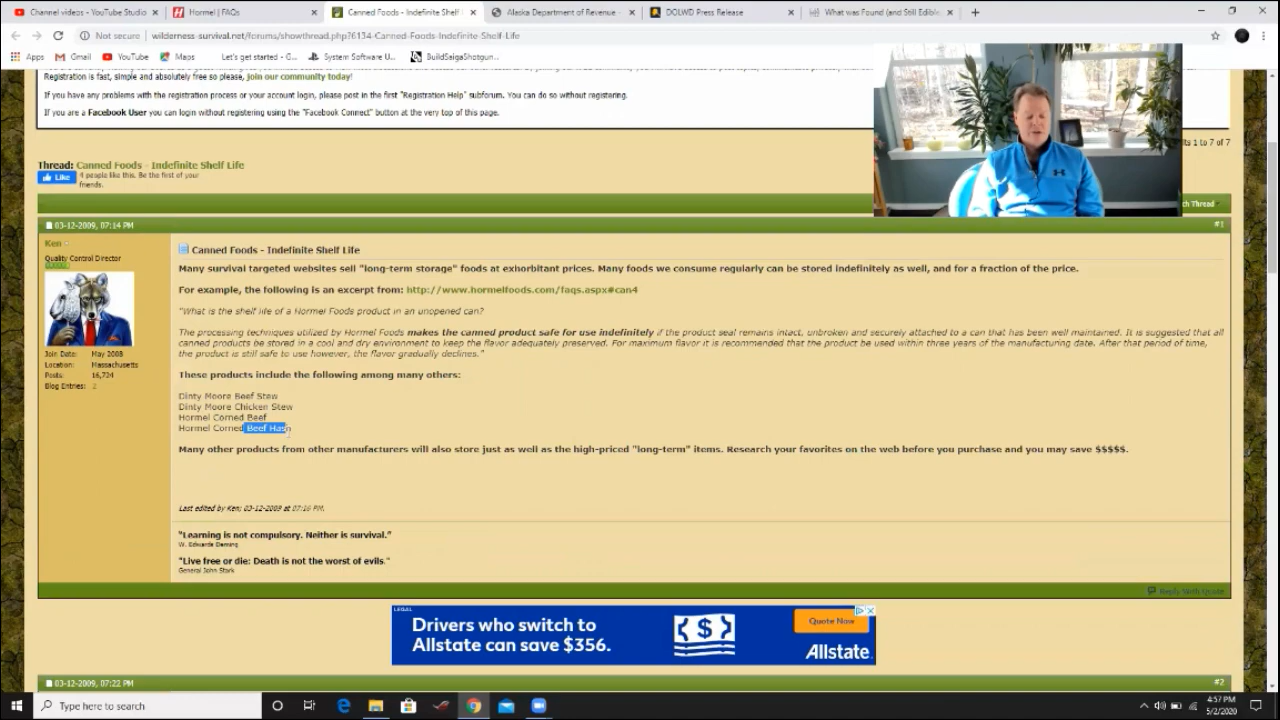 Channel videos - YouTube Studio
Hormel | FAQs
Canned Foods - Indefinite Shelf
Alaska Department of Revenue -
DOLWD Press Release
What was Found (and Still Edible
Not secure | wilderness-survival.net/forums/showthread.php?6134-Canned-Foods-Indefinite-Shelf-Life
Apps
Gmail
YouTube
Maps
Let's get started - G...
System Software U...
BuildSaigaShotgun...
Registration is fast, simple and absolutely free so please, join our community today!
If you have any problems with the registration process or your account login, please post in the first "Registration Help" subforum. You can do so without registering.
If you are a Facebook User you can login without registering using the "Facebook Connect" button at the very top of this page.
lts 1 to 7 of 7
Thread: Canned Foods - Indefinite Shelf Life
Like
4 people like this. Be the first of your
friends.
ch Thread
03-12-2009, 07:14 PM
#1
Ken
Quality Control Director
Join Date: May 2008
Location: Massachusetts
Posts: 16,724
Blog Entries: 2
Canned Foods - Indefinite Shelf Life
Many survival targeted websites sell "long-term storage" foods at exhorbitant prices. Many foods we consume regularly can be stored indefinitely as well, and for a fraction of the price.
For example, the following is an excerpt from: http://www.hormelfoods.com/faqs.aspx#can4
"What is the shelf life of a Hormel Foods product in an unopened can?
The processing techniques utilized by Hormel Foods makes the canned product safe for use indefinitely if the product seal remains intact, unbroken and securely attached to a can that has been well maintained. It is suggested that all
canned products be stored in a cool and dry environment to keep the flavor adequately preserved. For maximum flavor it is recommended that the product be used within three years of the manufacturing date. After that period of time,
the product is still safe to use however, the flavor gradually declines."
These products include the following among many others:
Dinty Moore Beef Stew
Dinty Moore Chicken Stew
Hormel Corned Beef
Hormel Corned Beef Hash
Many other products from other manufacturers will also store just as well as the high-priced "long-term" items. Research your favorites on the web before you purchase and you may save $$$$$.
Last edited by Ken; 03-12-2009 at 07:16 PM.
"Learning is not compulsory. Neither is survival."
W. Edwards Deming
"Live free or die: Death is not the worst of evils."
General John Stark
Reply With Quote
LEGAL
Drivers who switch to
Allstate can save $356.
Quote Now
Allstate.
03-12-2009, 07:22 PM
#2
Type here to search
4:57 PM
5/2/2020